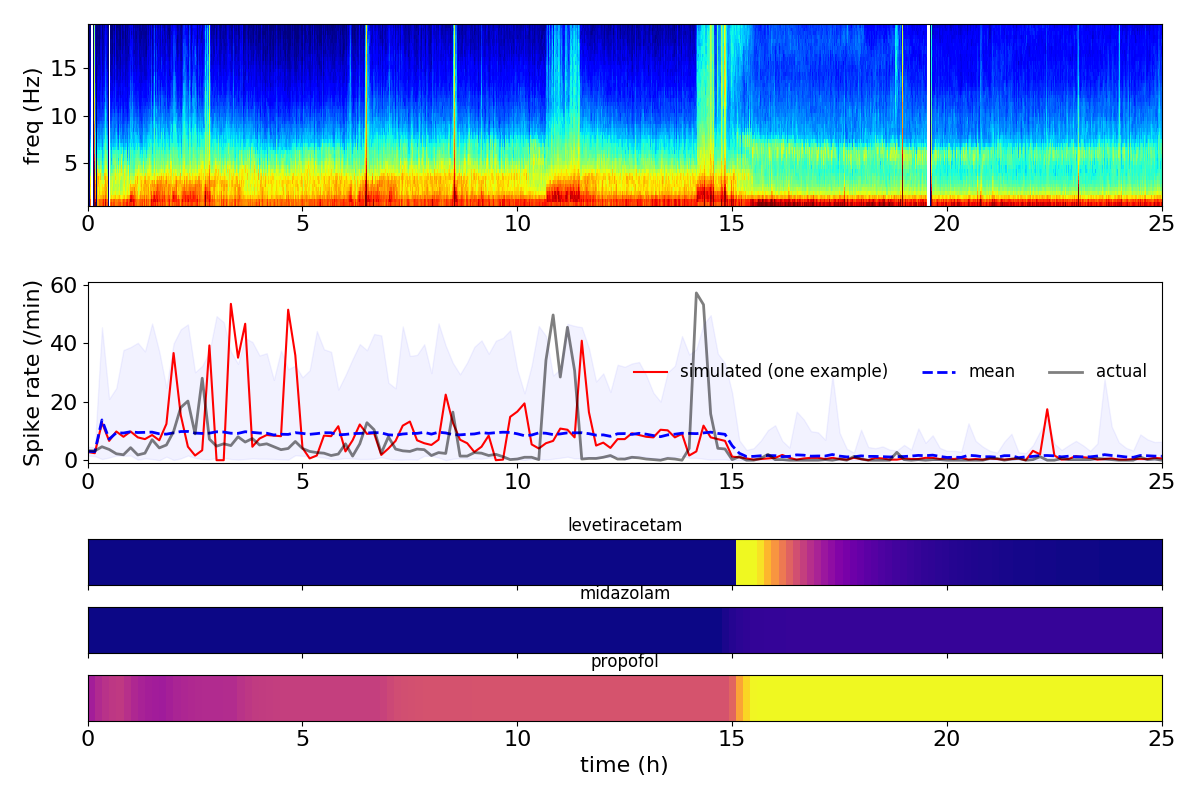 freq (Hz)
15
10
5
0 5 10 15 20 25
Spike rate (/min)
60
40
20
0
simulated (one example) mean actual
0 5 10 15 20 25
levetiracetam
midazolam
propofol
0 5 10 15 20 25
time (h)